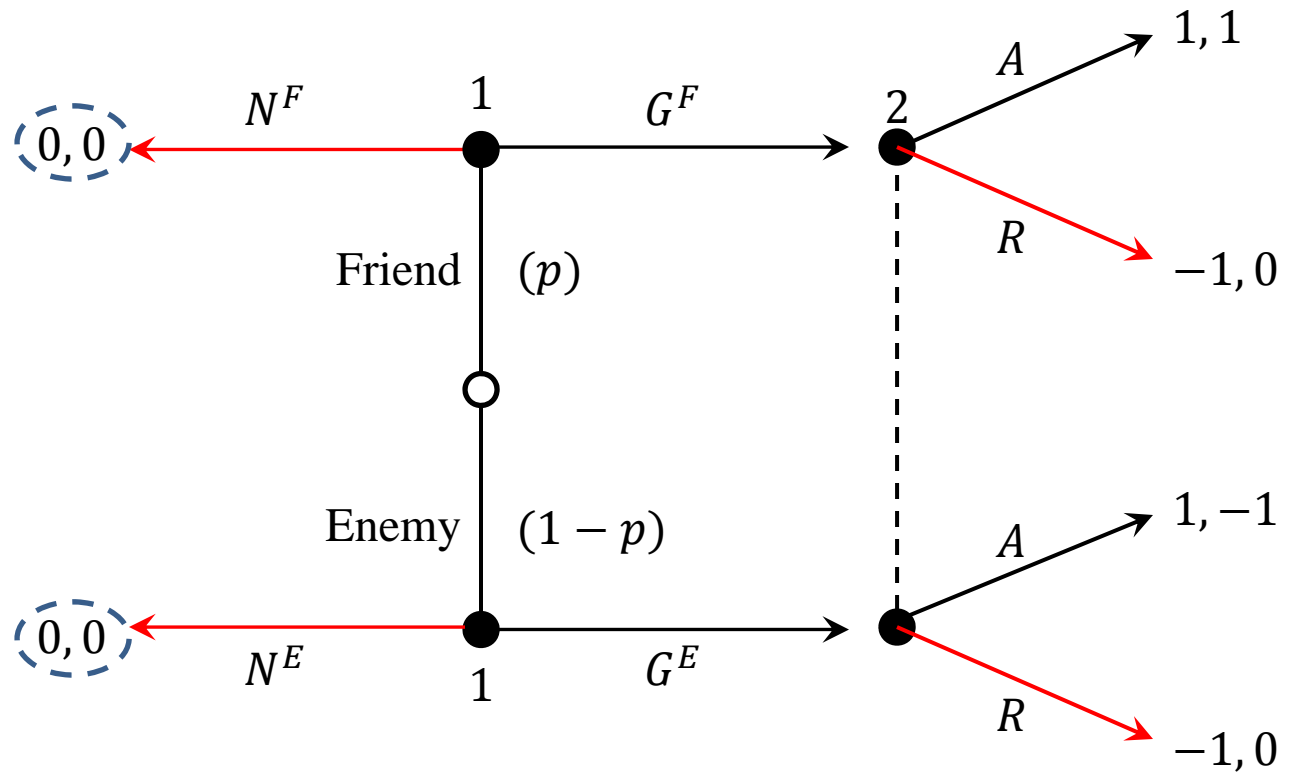 1, 1
A
1
2
N^F
G^F
0, 0
R
Friend
(p)
−1, 0
1, −1
Enemy
(1 − p)
A
0, 0
N^E
1
G^E
R
−1, 0